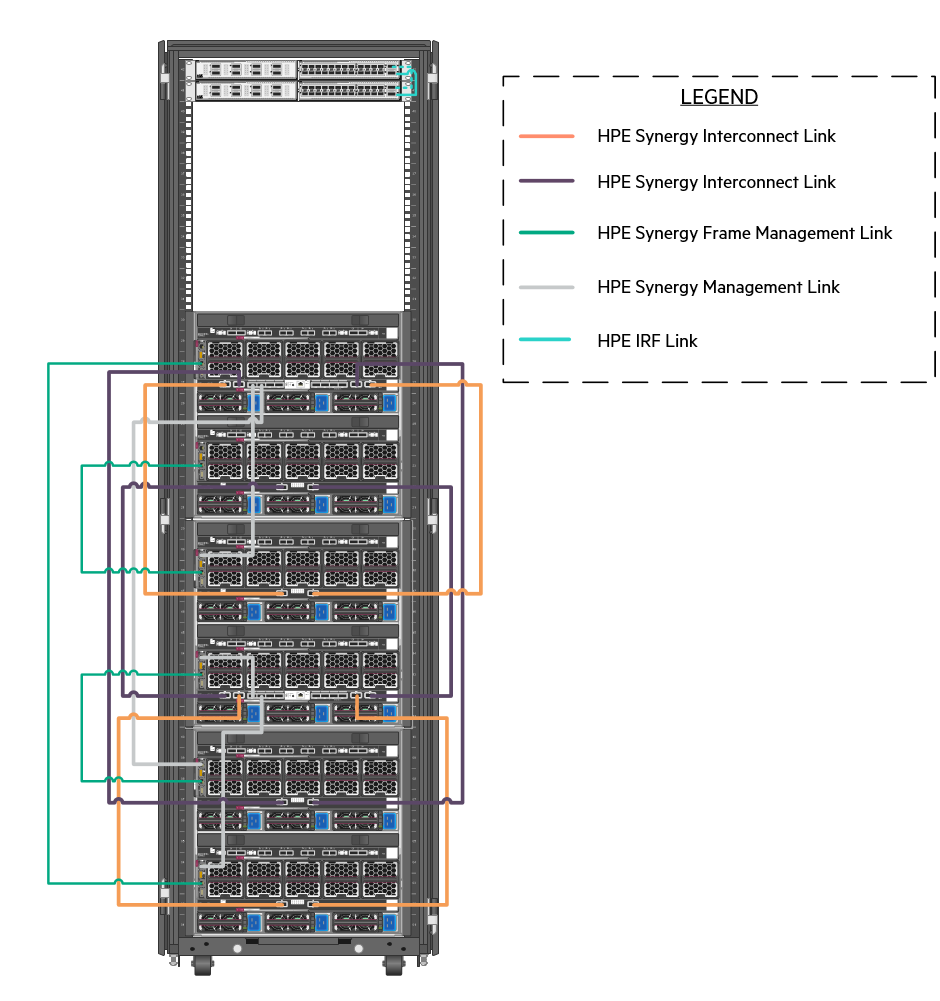 LEGEND
HPE Synergy Interconnect Link
HPE Synergy Interconnect Link
HPE Synergy Frame Management Link
HPE Synergy Management Link
HPE IRF Link